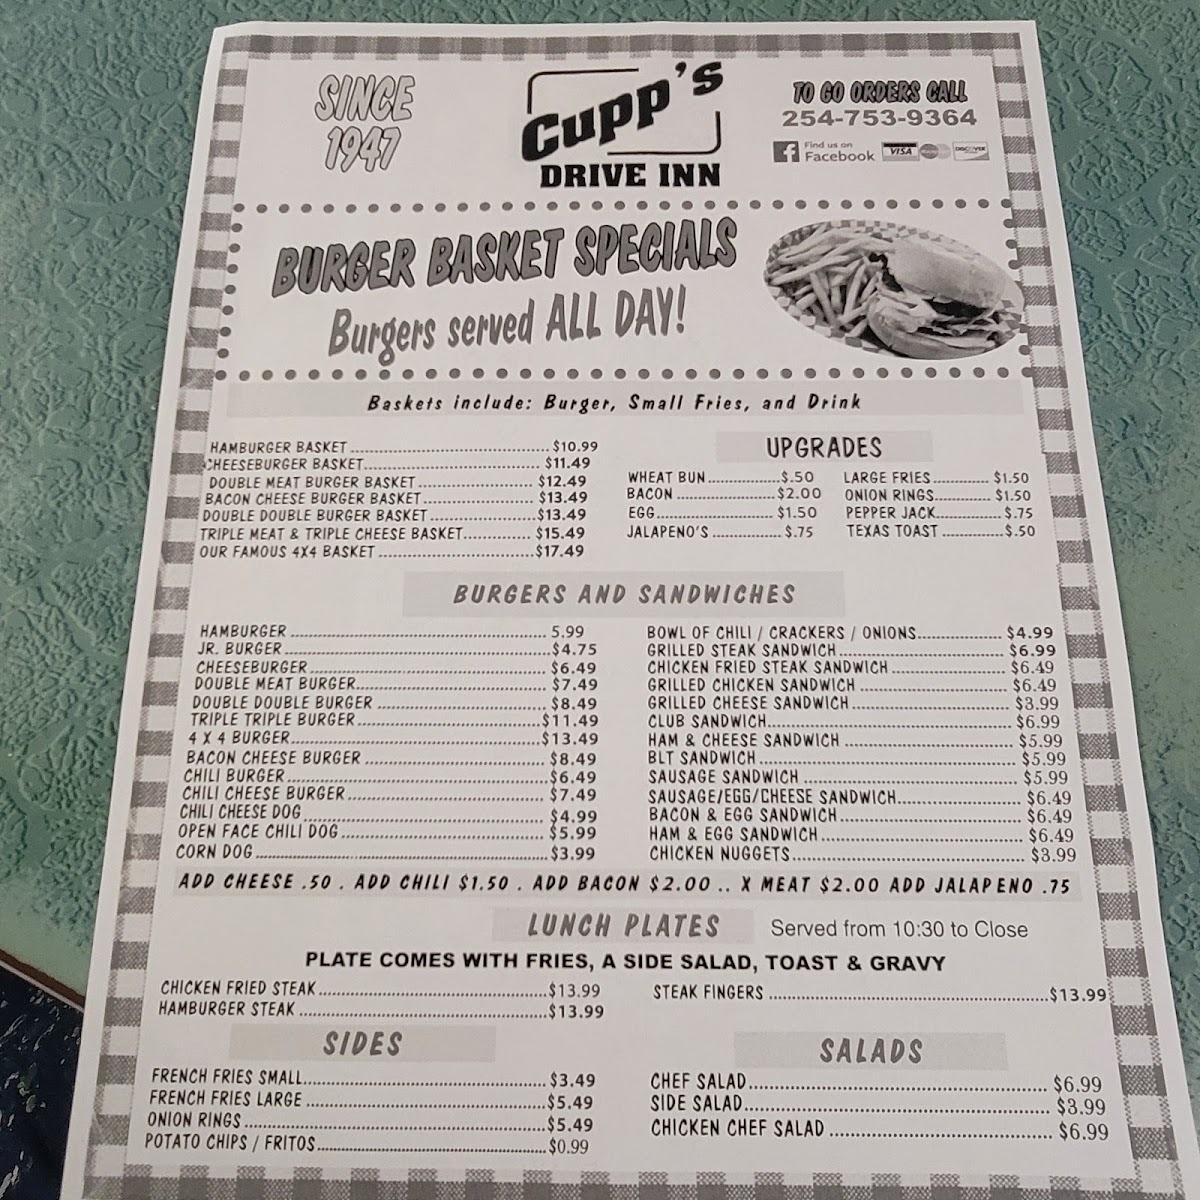 SINCE
1947
Cupp's
DRIVE INN
TO GO ORDERS CALL
254-753-9364
Find us on
Facebook
VISA
DISCOVER
BURGER BASKET SPECIALS
Burgers served ALL DAY!
Baskets include: Burger, Small Fries, and Drink
HAMBURGER BASKET $10.99
CHEESEBURGER BASKET $11.49
DOUBLE MEAT BURGER BASKET $12.49
BACON CHEESE BURGER BASKET $13.49
DOUBLE DOUBLE BURGER BASKET $13.49
TRIPLE MEAT & TRIPLE CHEESE BASKET $15.49
OUR FAMOUS 4X4 BASKET $17.49
UPGRADES
WHEAT BUN $.50
BACON $2.00
EGG $1.50
JALAPENO'S $.75
LARGE FRIES $1.50
ONION RINGS $1.50
PEPPER JACK $.75
TEXAS TOAST $.50
BURGERS AND SANDWICHES
HAMBURGER 5.99
JR. BURGER $4.75
CHEESEBURGER $6.49
DOUBLE MEAT BURGER $7.49
DOUBLE DOUBLE BURGER $8.49
TRIPLE TRIPLE BURGER $11.49
4 X 4 BURGER $13.49
BACON CHEESE BURGER $8.49
CHILI BURGER $6.49
CHILI CHEESE BURGER $7.49
CHILI CHEESE DOG $4.99
OPEN FACE CHILI DOG $5.99
CORN DOG $3.99
BOWL OF CHILI / CRACKERS / ONIONS $4.99
GRILLED STEAK SANDWICH $6.99
CHICKEN FRIED STEAK SANDWICH $6.49
GRILLED CHICKEN SANDWICH $6.49
GRILLED CHEESE SANDWICH $3.99
CLUB SANDWICH $6.99
HAM & CHEESE SANDWICH $5.99
BLT SANDWICH $5.99
SAUSAGE SANDWICH $5.99
SAUSAGE/EGG/CHEESE SANDWICH $6.49
BACON & EGG SANDWICH $6.49
HAM & EGG SANDWICH $6.49
CHICKEN NUGGETS $3.99
ADD CHEESE .50 . ADD CHILI $1.50 . ADD BACON $2.00 .. X MEAT $2.00 ADD JALAPENO .75
LUNCH PLATES Served from 10:30 to Close
PLATE COMES WITH FRIES, A SIDE SALAD, TOAST & GRAVY
CHICKEN FRIED STEAK $13.99
HAMBURGER STEAK $13.99
STEAK FINGERS $13.99
SIDES
FRENCH FRIES SMALL $3.49
FRENCH FRIES LARGE $5.49
ONION RINGS $5.49
POTATO CHIPS / FRITOS $0.99
SALADS
CHEF SALAD $6.99
SIDE SALAD $3.99
CHICKEN CHEF SALAD $6.99